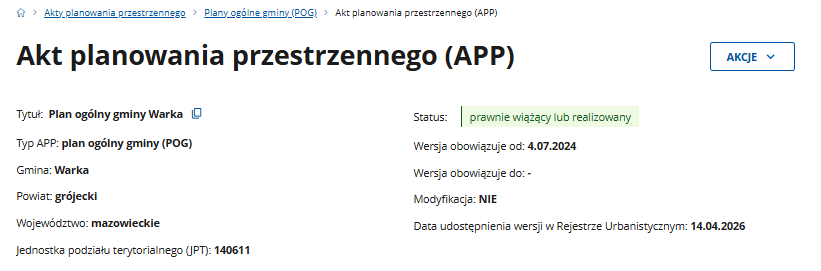 Akty planowania przestrzennego > Plany ogólne gminy (POG) > Akt planowania przestrzennego (APP)
Akt planowania przestrzennego (APP)
AKCJE
Tytuł: Plan ogólny gminy Warka
Typ APP: plan ogólny gminy (POG)
Gmina: Warka
Powiat: grójecki
Województwo: mazowieckie
Jednostka podziału terytorialnego (JPT): 140611
Status: prawnie wiążący lub realizowany
Wersja obowiązuje od: 4.07.2024
Wersja obowiązuje do: -
Modyfikacja: NIE
Data udostępnienia wersji w Rejestrze Urbanistycznym: 14.04.2026